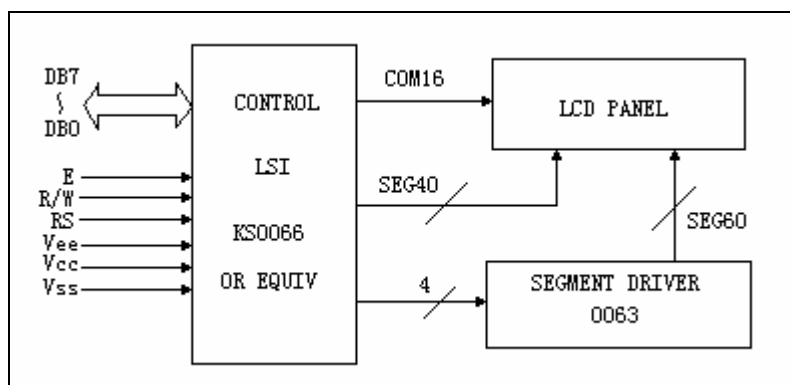 DB7
DB0
E
R/W
RS
Vee
Vcc
Vss
CONTROL
LSI
KS0066
OR EQUIV
COM16
SEG40
4
LCD PANEL
SEG60
SEGMENT DRIVER
0063